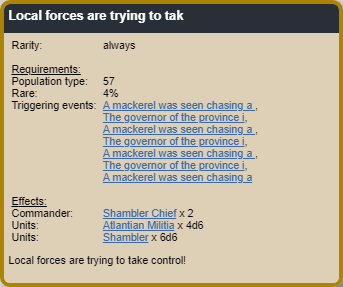 Local forces are trying to tak
Rarity: always
Requirements:
Population type: 57
Rare: 4%
Triggering events: A mackerel was seen chasing a ,
The governor of the province i,
A mackerel was seen chasing a ,
The governor of the province i,
A mackerel was seen chasing a ,
The governor of the province i,
A mackerel was seen chasing a
Effects:
Commander: Shambler Chief x 2
Units: Atlantian Militia x 4d6
Units: Shambler x 6d6
Local forces are trying to take control!